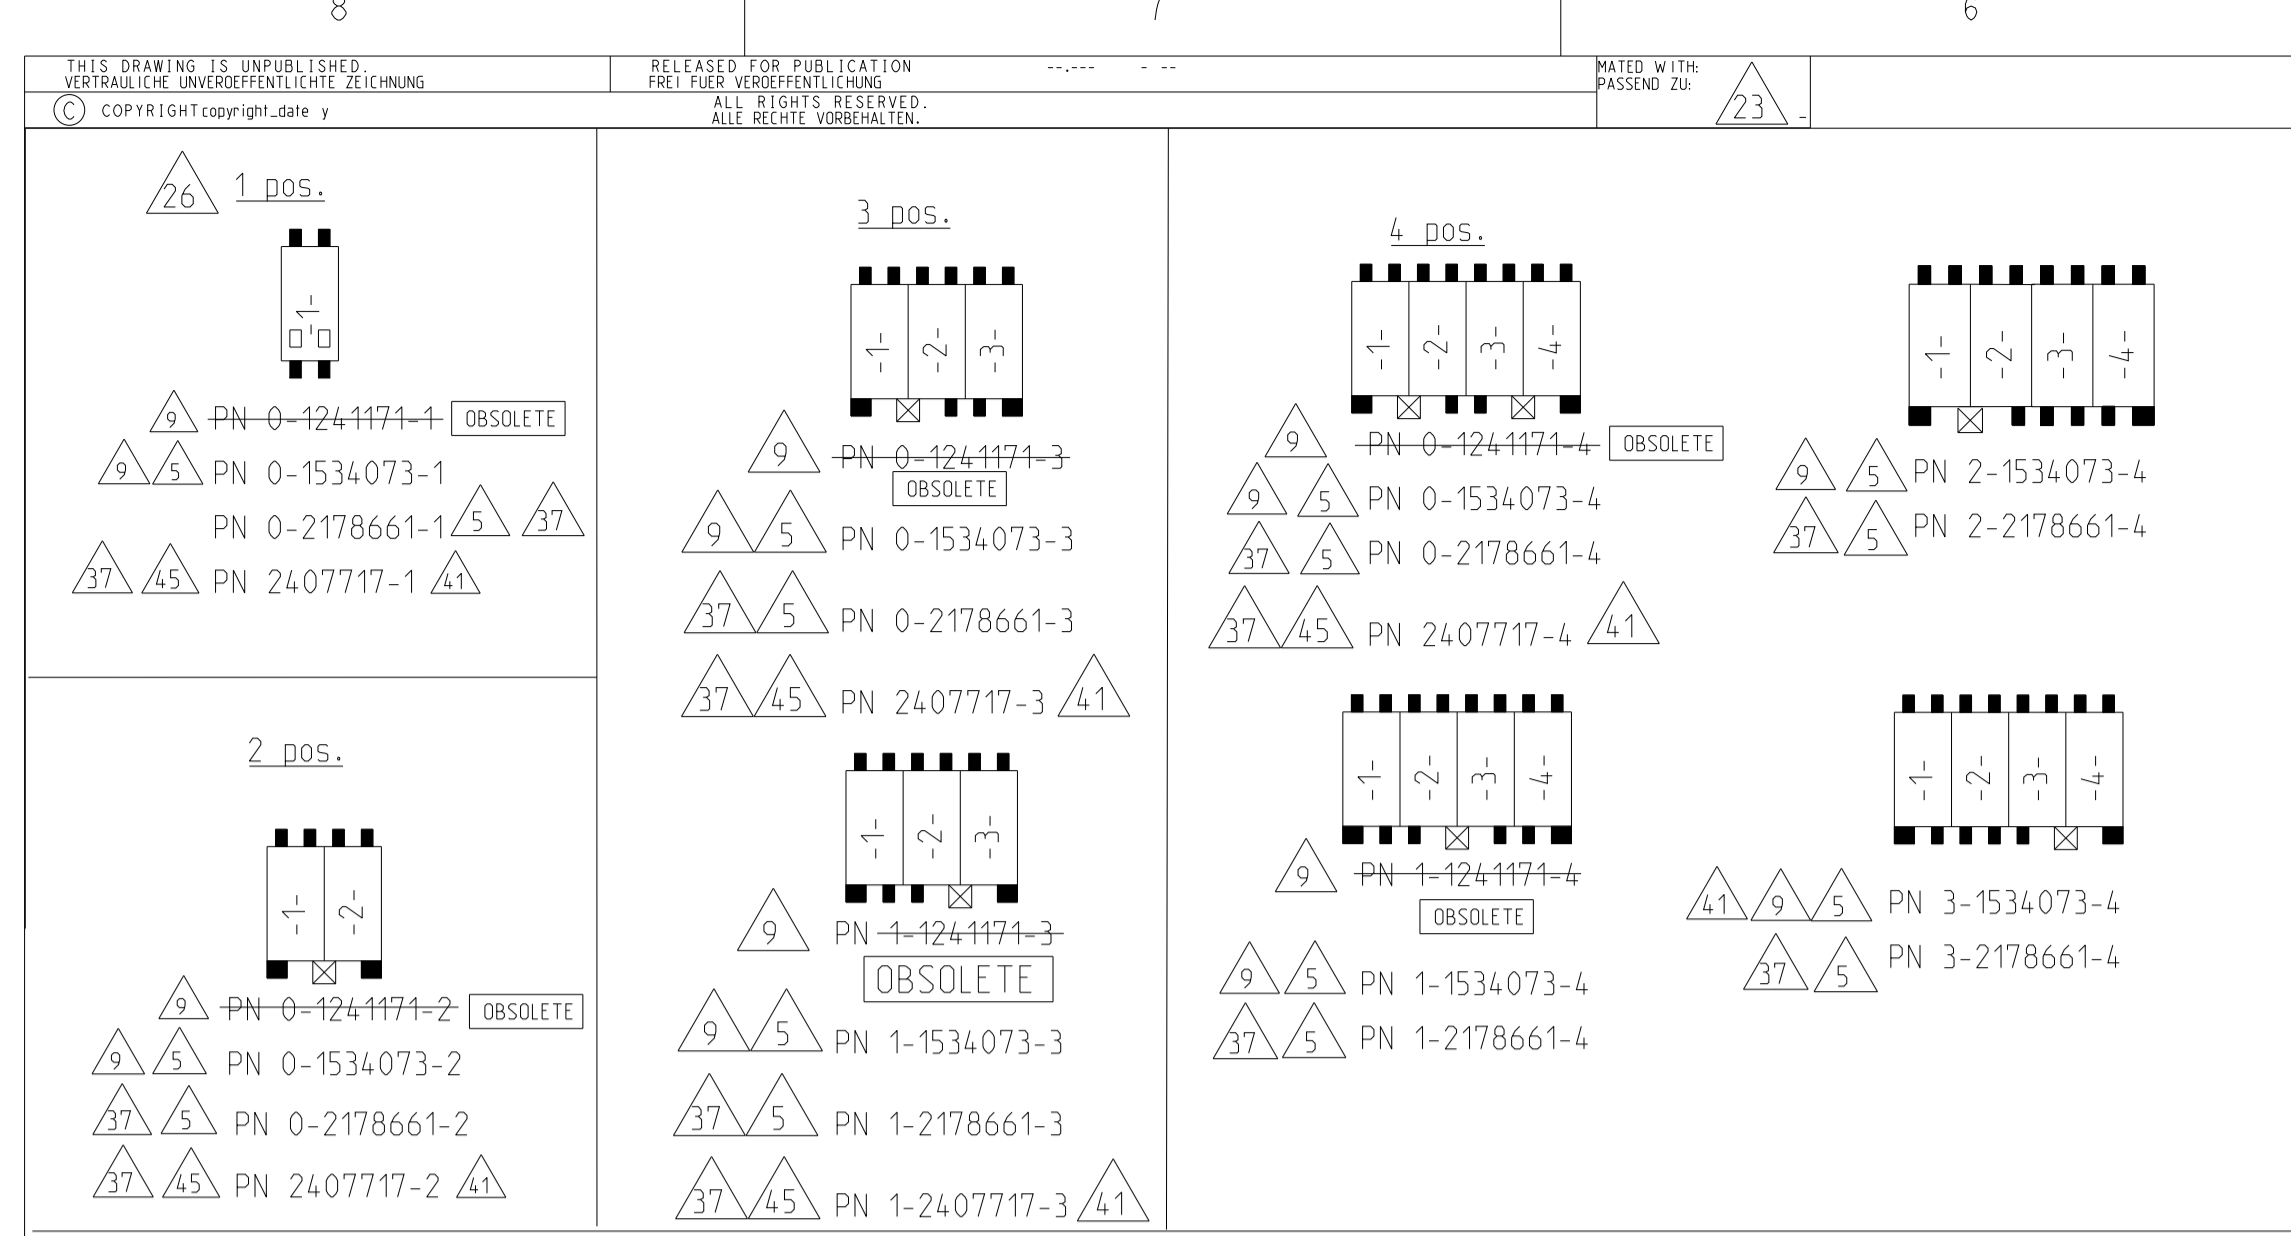 8 7 6
THIS DRAWING IS UNPUBLISHED.
VERTRAULICHE UNVEROEFFENTLICHTE ZEICHNUNG
RELEASED FOR PUBLICATION --.--- - --
FREI FUER VEROEFFENTLICHUNG
MATED WITH:
PASSEND ZU:
23 -
C COPYRIGHT copyright_date y
ALL RIGHTS RESERVED.
ALLE RECHTE VORBEHALTEN.
26 1 pos.
-1-
9 PN 0-1241171-1 OBSOLETE
9 5 PN 0-1534073-1
PN 0-2178661-1 5 37
37 45 PN 2407717-1 41
2 pos.
-1- -2-
9 PN 0-1241171-2 OBSOLETE
9 5 PN 0-1534073-2
37 5 PN 0-2178661-2
37 45 PN 2407717-2 41
3 pos.
-1- -2- -3-
9 PN 0-1241171-3
OBSOLETE
9 5 PN 0-1534073-3
37 5 PN 0-2178661-3
37 45 PN 2407717-3 41
-1- -2- -3-
9 PN 1-1241171-3
OBSOLETE
9 5 PN 1-1534073-3
37 5 PN 1-2178661-3
37 45 PN 1-2407717-3 41
4 pos.
-1- -2- -3- -4-
9 PN 0-1241171-4 OBSOLETE
9 5 PN 0-1534073-4
37 5 PN 0-2178661-4
37 45 PN 2407717-4 41
-1- -2- -3- -4-
9 5 PN 2-1534073-4
37 5 PN 2-2178661-4
-1- -2- -3- -4-
9 PN 1-1241171-4
OBSOLETE
9 5 PN 1-1534073-4
37 5 PN 1-2178661-4
-1- -2- -3- -4-
41 9 5 PN 3-1534073-4
37 5 PN 3-2178661-4